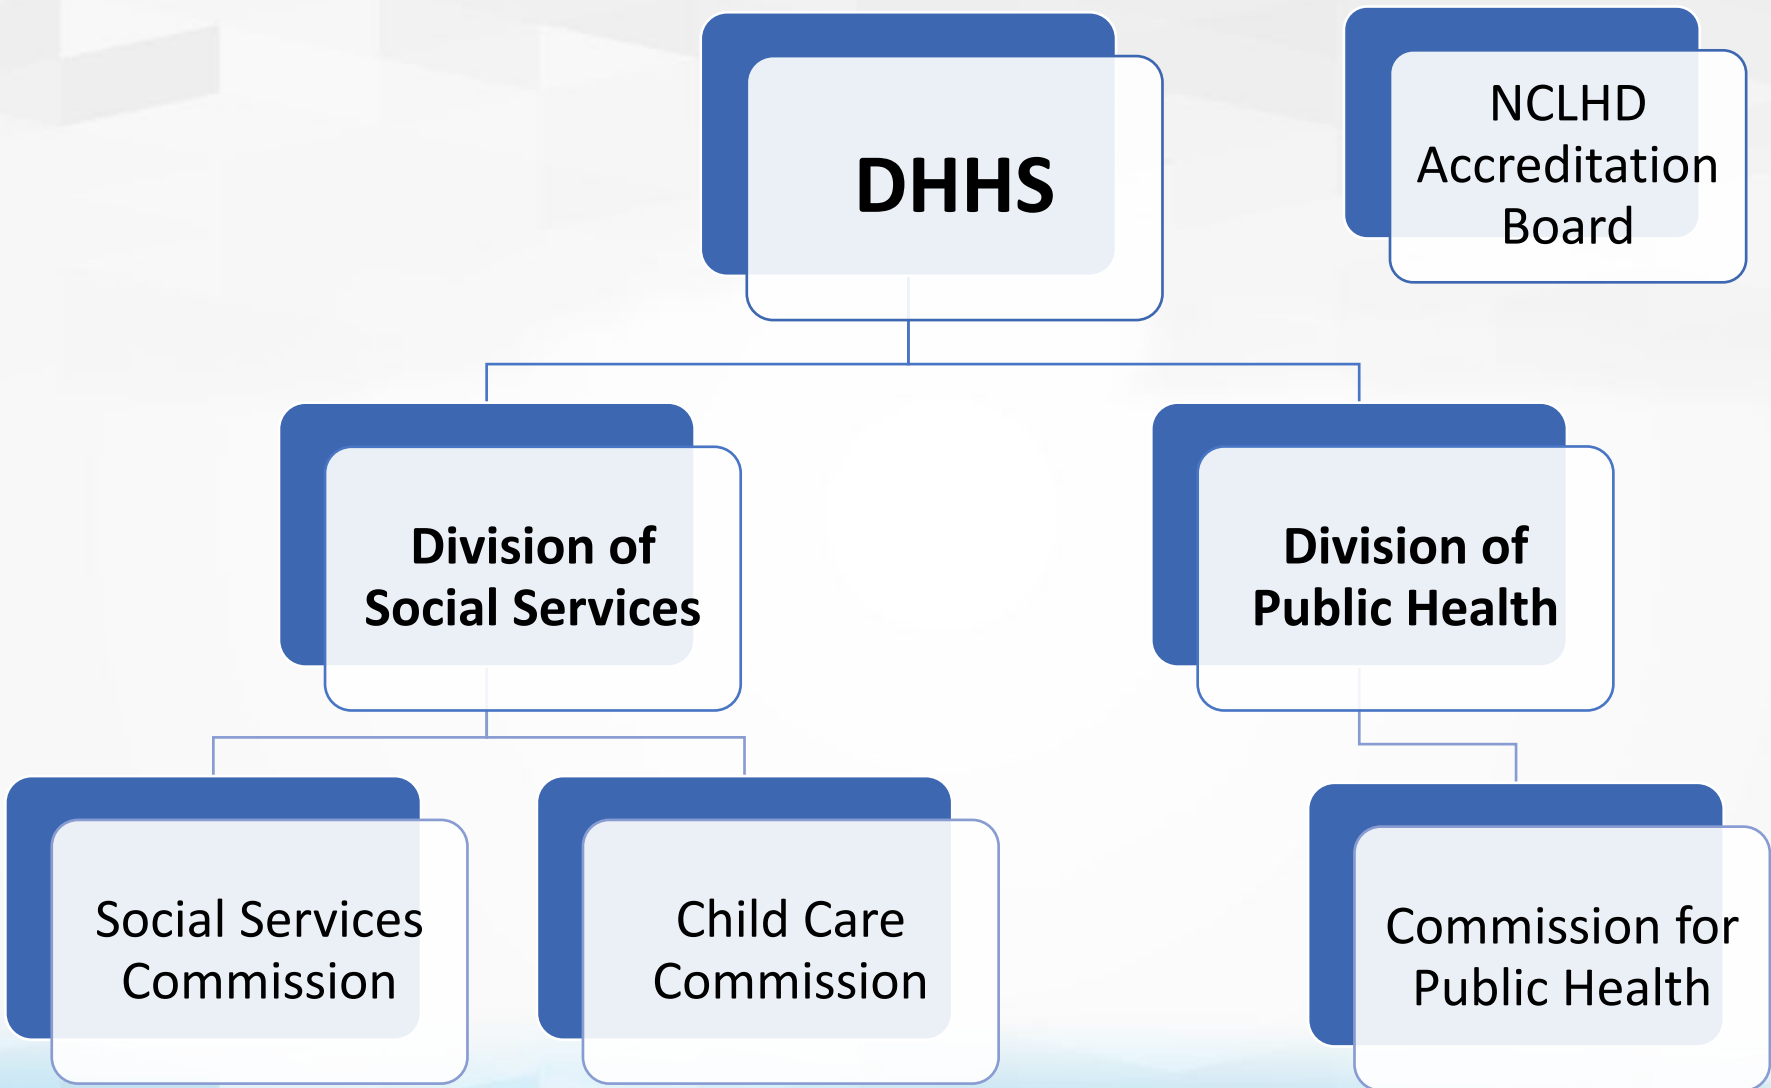 DHHS
NCLHD
Accreditation
Board
Division of
Social Services
Division of
Public Health
Social Services
Commission
Child Care
Commission
Commission for
Public Health